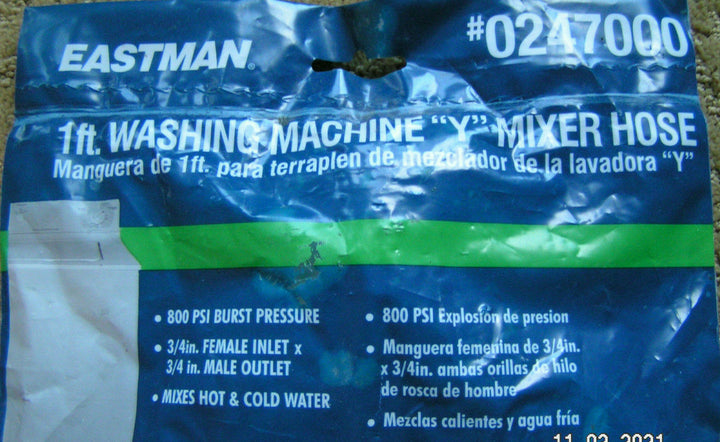 EASTMAN®
#0247000
1ft. WASHING MACHINE "Y" MIXER HOSE
Manguera de 1ft. para terraplen de mezclador de la lavadora "Y"
• 800 PSI BURST PRESSURE
• 3/4in. FEMALE INLET x
3/4 in. MALE OUTLET
• MIXES HOT & COLD WATER
• 800 PSI Explosión de presion
• Manguera femenina de 3/4in.
x 3/4in. ambas orillas de hilo
de rosca de hombre
• Mezclas calientes y agua fría
11 02 2021